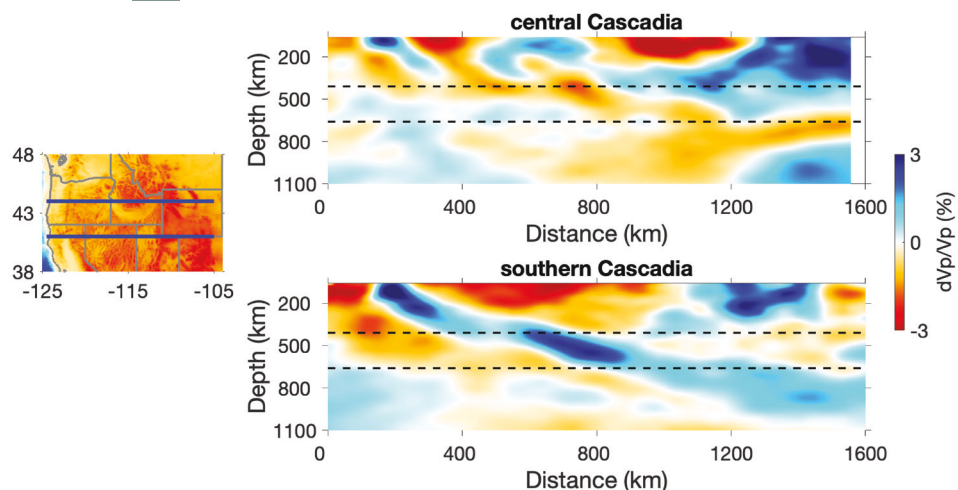 central Cascadia
200
500
800
1100
Depth (km)
0 400 800 1200 1600
Distance (km)
48
43
38
-125 -115 -105
3
0
-3
dVp/Vp (%)
southern Cascadia
200
500
800
1100
Depth (km)
0 400 800 1200 1600
Distance (km)